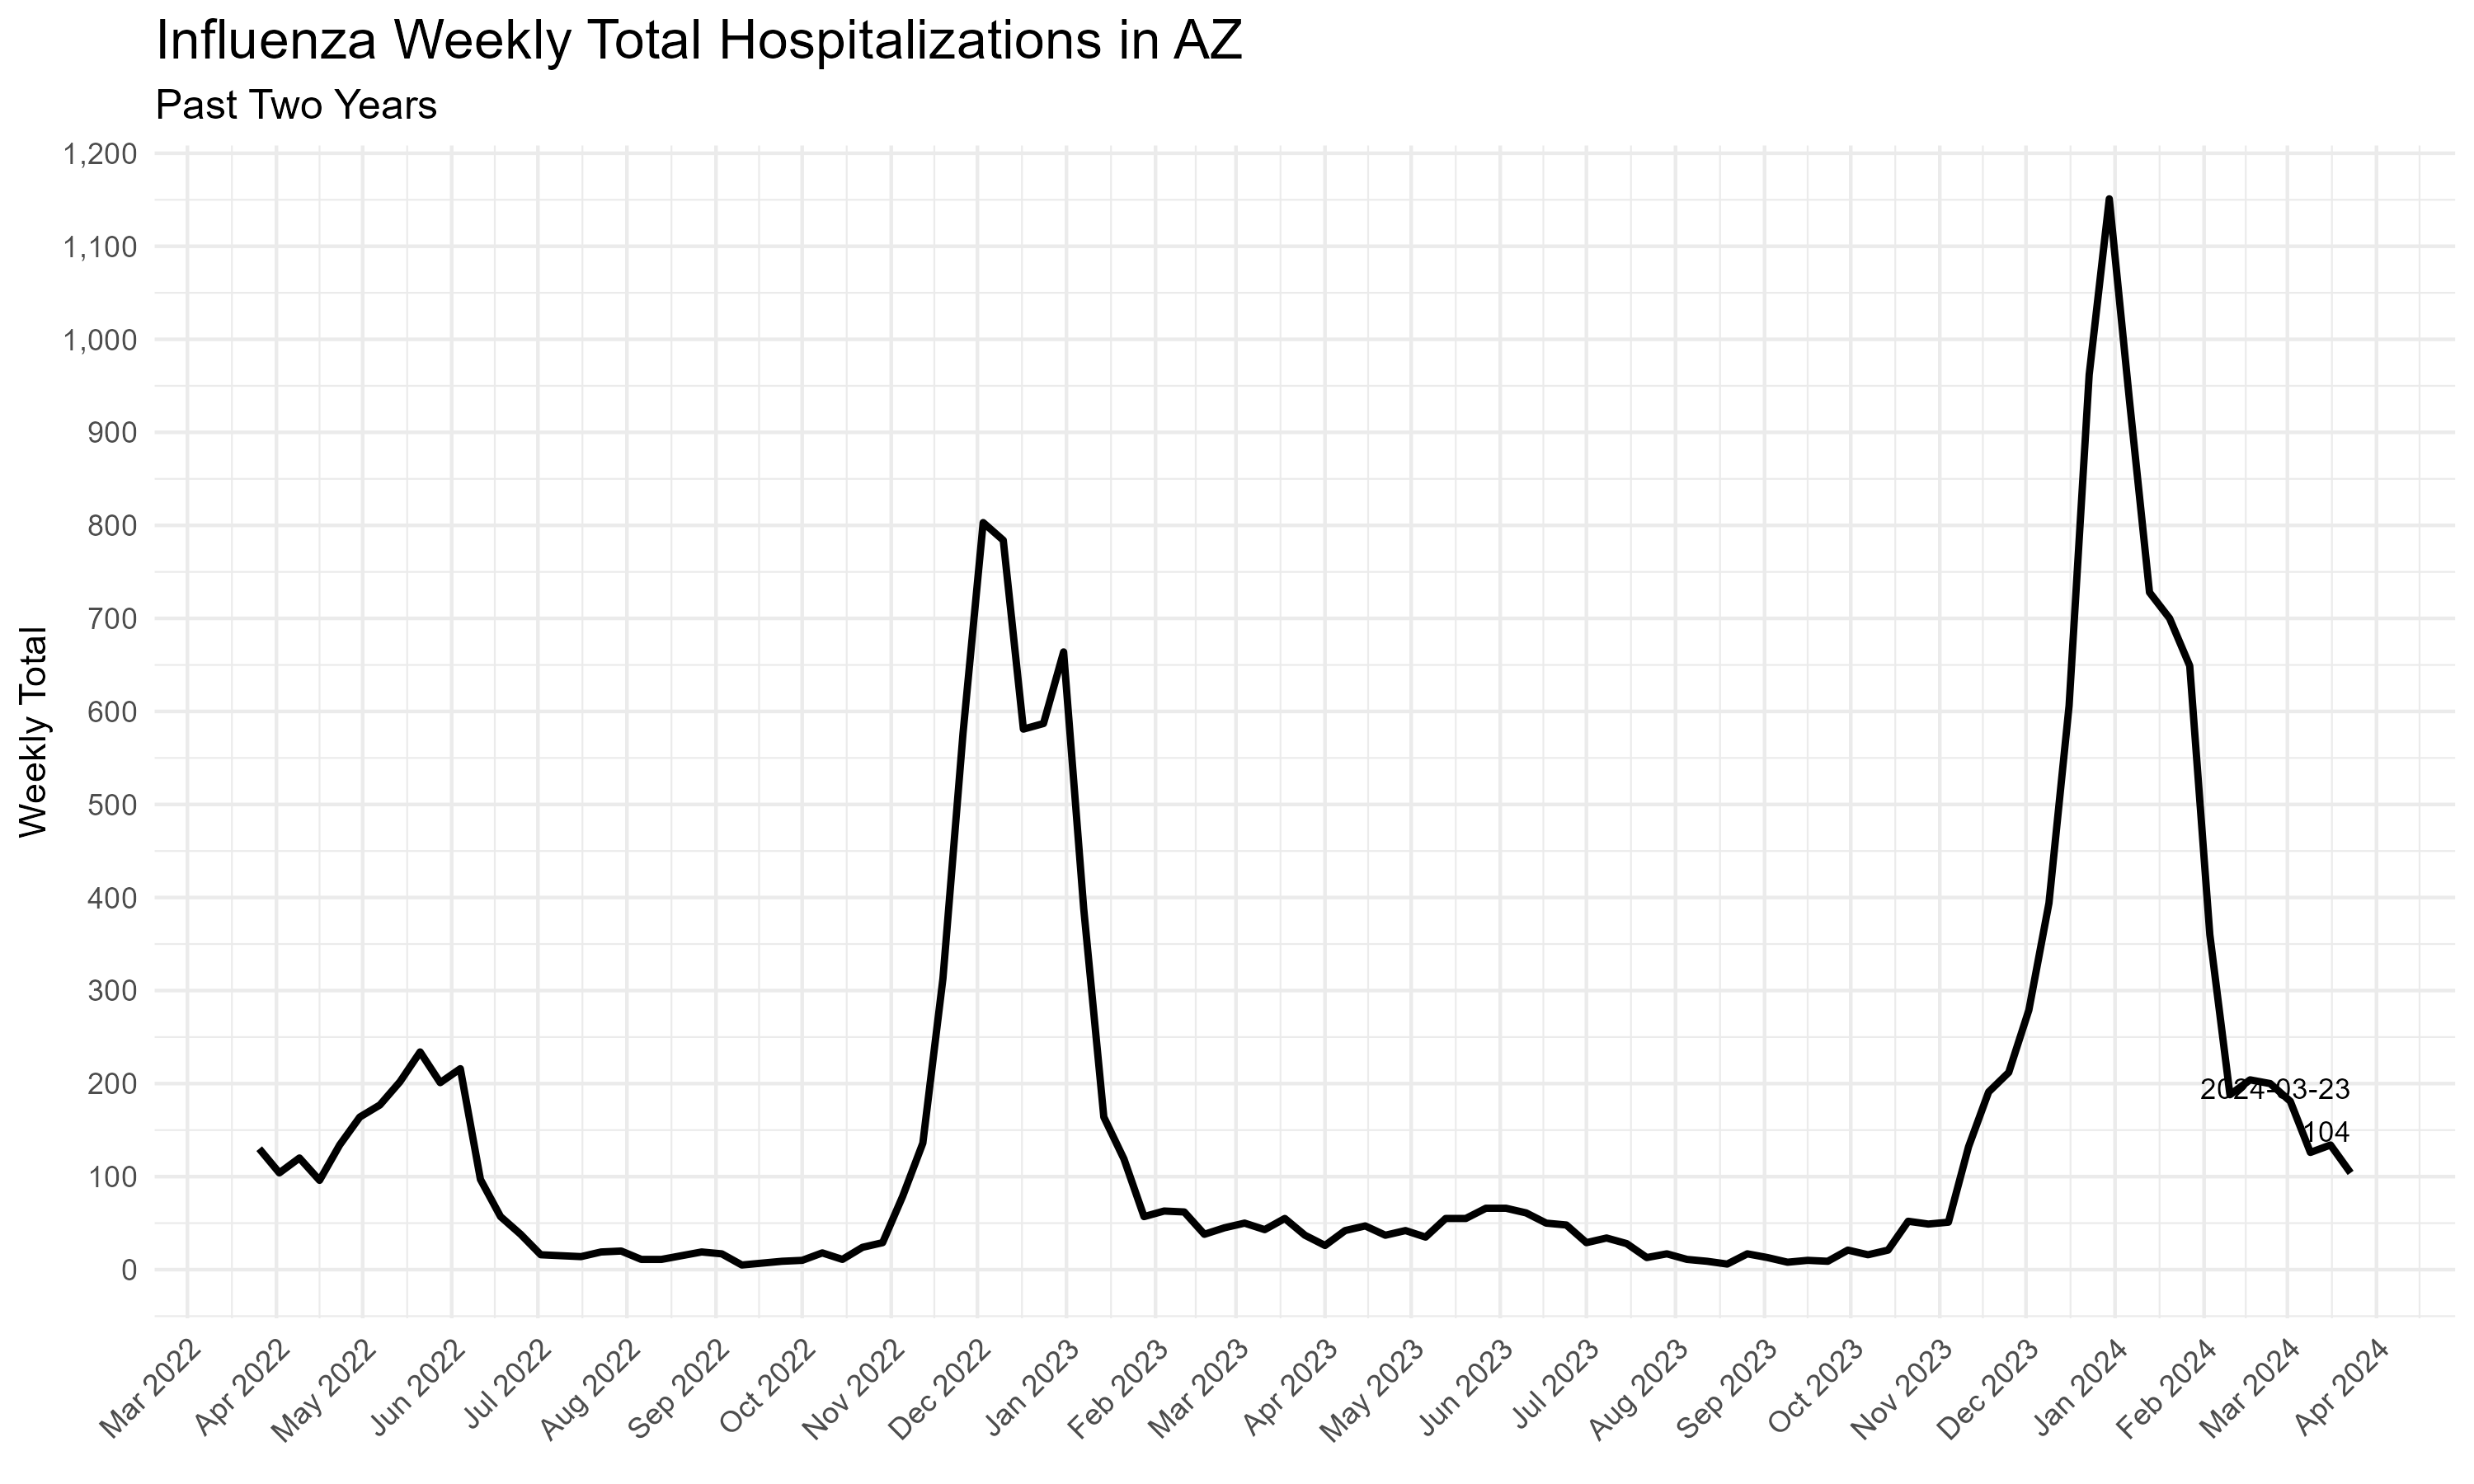 Influenza Weekly Total Hospitalizations in AZ
Past Two Years
1,200
1,100
1,000
900
800
700
600
500
400
300
200
100
0
Weekly Total
2024-03-23
104
Mar 2022
Apr 2022
May 2022
Jun 2022
Jul 2022
Aug 2022
Sep 2022
Oct 2022
Nov 2022
Dec 2022
Jan 2023
Feb 2023
Mar 2023
Apr 2023
May 2023
Jun 2023
Jul 2023
Aug 2023
Sep 2023
Oct 2023
Nov 2023
Dec 2023
Jan 2024
Feb 2024
Mar 2024
Apr 2024